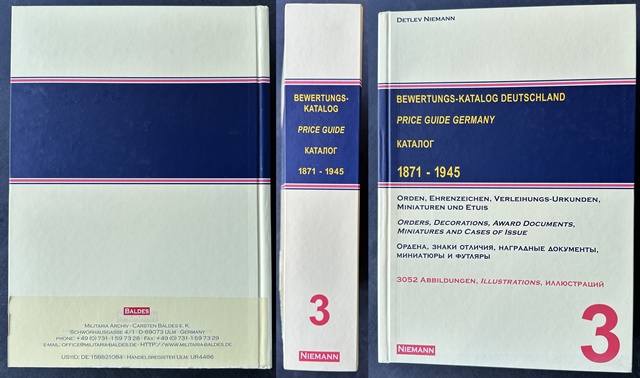 BALDES
MILITARIA ARCHIV - CARSTEN BALDES E. K.
SCHWÖRHAUSGASSE 4/1 · D-89073 ULM · GERMANY
PHONE: +49 (0) 731-159 73 28 · FAX: +49 (0) 731-159 73 29
E-MAIL: OFFICE@MILITARIA-BALDES.DE · HTTP://WWW.MILITARIA-BALDES.DE
USTID: DE 156821064 · HANDELSREGISTER ULM:
BEWERTUNGS-
KATALOG
PRICE GUIDE
КАТАЛОГ
1871 - 1945
3
NIEMANN
DETLEV NIEMANN
BEWERTUNGS-KATALOG DEUTSCHLAND
PRICE GUIDE GERMANY
КАТАЛОГ
1871 - 1945
ORDEN, EHRENZEICHEN, VERLEIHUNGS-URKUNDEN,
MINIATUREN UND ETUIS
ORDERS, DECORATIONS, AWARD DOCUMENTS,
MINIATURES AND CASES OF ISSUE
ОРДЕНА, ЗНАКИ ОТЛИЧИЯ, НАГРАДНЫЕ ДОКУМЕНТЫ,
МИНИАТЮРЫ И ФУТЛЯРЫ
3052 ABBILDUNGEN, ILLUSTRATIONS, ИЛЛЮСТРАЦИЙ
3
NIEMANN